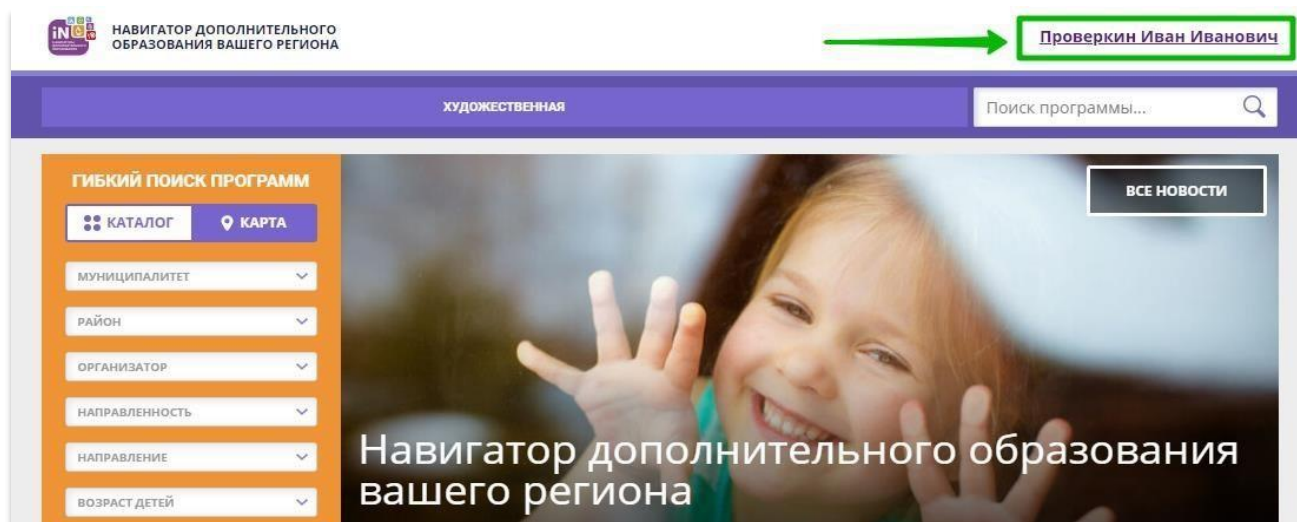 iNCO
НАВИГАТОР ДОПОЛНИТЕЛЬНОГО
ОБРАЗОВАНИЯ ВАШЕГО РЕГИОНА
Проверкин Иван Иванович
ХУДОЖЕСТВЕННАЯ
Поиск программы...
ГИБКИЙ ПОИСК ПРОГРАММ
КАТАЛОГ
КАРТА
ВСЕ НОВОСТИ
МУНИЦИПАЛИТЕТ
РАЙОН
ОРГАНИЗАТОР
НАПРАВЛЕННОСТЬ
НАПРАВЛЕНИЕ
ВОЗРАСТ ДЕТЕЙ
Навигатор дополнительного образования
вашего региона